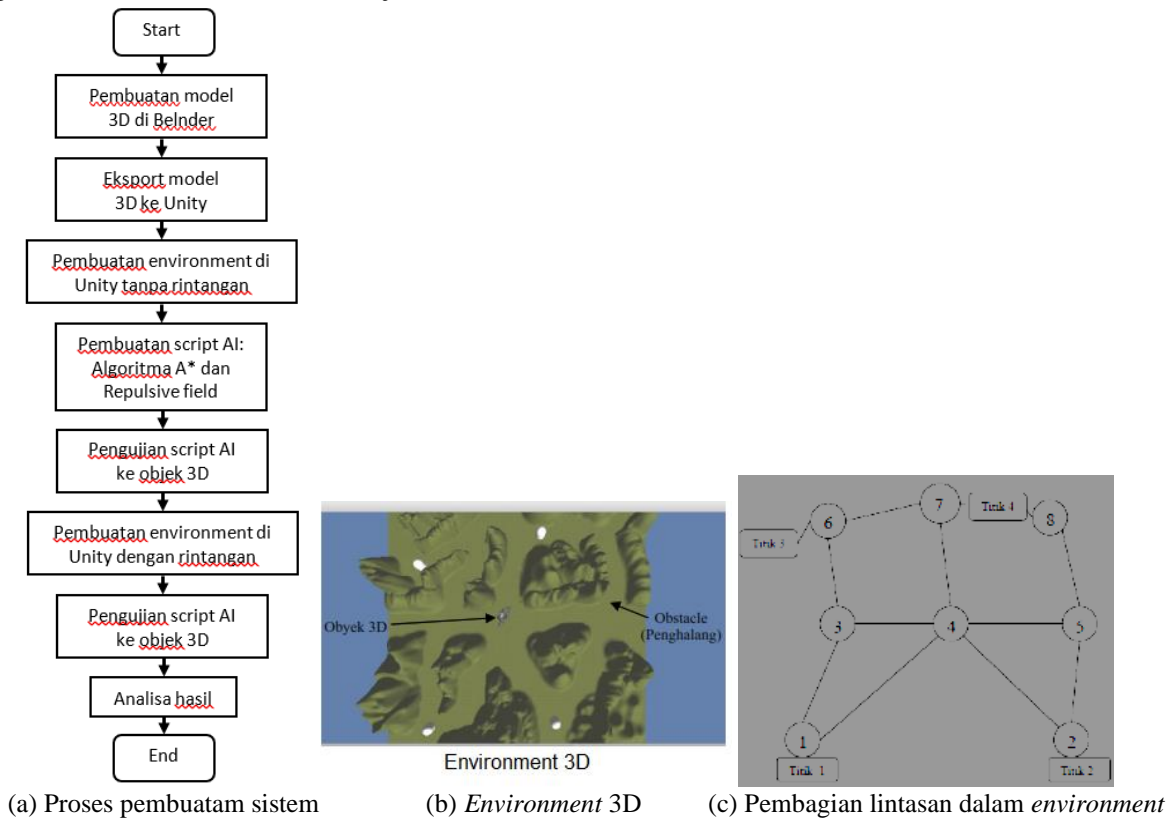 Start
Pembuatan model
3D di Belnder
Eksport model
3D ke Unity
Pembuatan environment di
Unity tanpa rintangan
Pembuatan script AI:
Algoritma A* dan
Repulsive field
Pengujian script AI
ke objek 3D
Pembuatan environment di
Unity dengan rintangan
Pengujian script AI
ke objek 3D
Analisa hasil
End
(a) Proses pembuatam sistem
Obyek 3D
Obstacle
(Penghalang)
Environment 3D
(b) Environment 3D
7
Titik 4
8
6
Titik 3
3
4
5
1
2
Titik 1
Titik 2
(c) Pembagian lintasan dalam environment